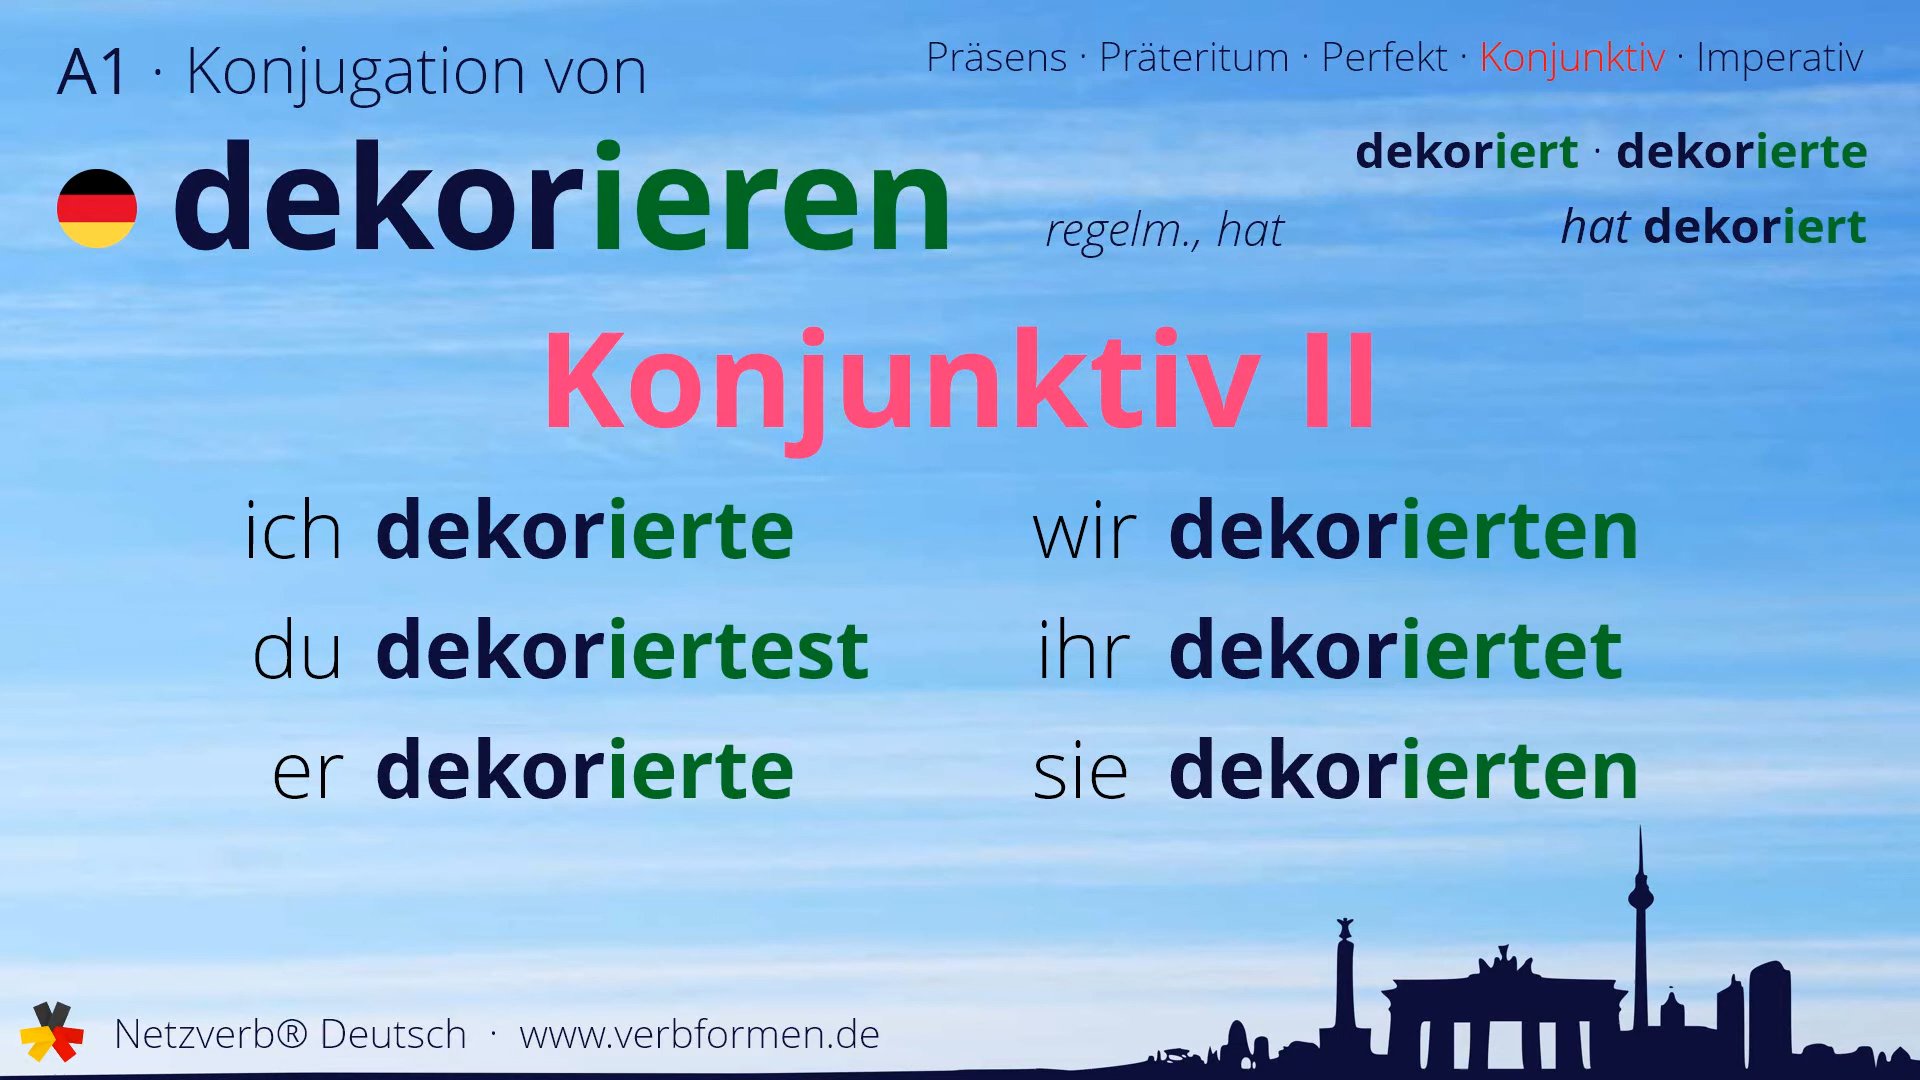 A1 · Konjugation von
Präsens · Präteritum · Perfekt · Konjunktiv · Imperativ
dekorieren
regelm., hat
dekoriert · dekorierte
hat dekoriert
Konjunktiv II
ich dekorierte
du dekoriertest
er dekorierte
wir dekorierten
ihr dekoriertet
sie dekorierten
Netzverb® Deutsch · www.verbformen.de